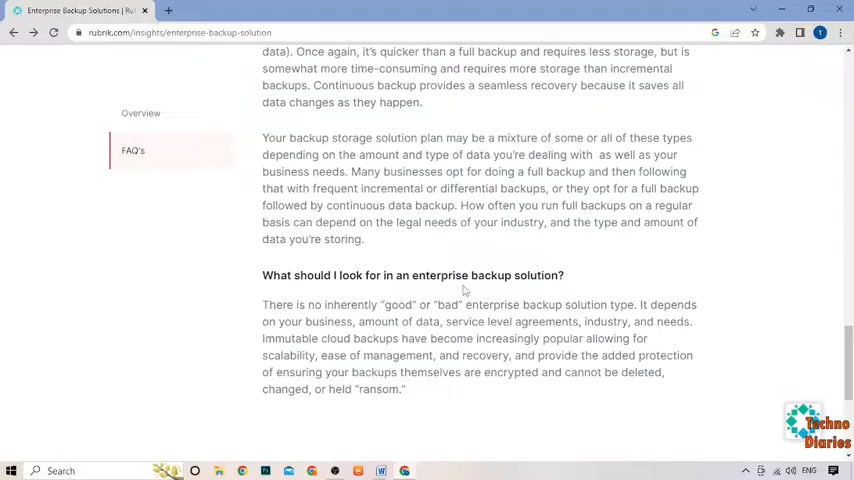 Enterprise Backup Solutions | Ru
rubrik.com/insights/enterprise-backup-solution
data). Once again, it's quicker than a full backup and requires less storage, but is
somewhat more time-consuming and requires more storage than incremental
backups. Continuous backup provides a seamless recovery because it saves all
data changes as they happen.
Overview
FAQ's
Your backup storage solution plan may be a mixture of some or all of these types
depending on the amount and type of data you're dealing with as well as your
business needs. Many businesses opt for doing a full backup and then following
that with frequent incremental or differential backups, or they opt for a full backup
followed by continuous data backup. How often you run full backups on a regular
basis can depend on the legal needs of your industry, and the type and amount of
data you're storing.
What should I look for in an enterprise backup solution?
There is no inherently “good” or “bad” enterprise backup solution type. It depends
on your business, amount of data, service level agreements, industry, and needs.
Immutable cloud backups have become increasingly popular allowing for
scalability, ease of management, and recovery, and provide the added protection
of ensuring your backups themselves are encrypted and cannot be deleted,
changed, or held “ransom.”
Techno
Diaries
Search
ENG